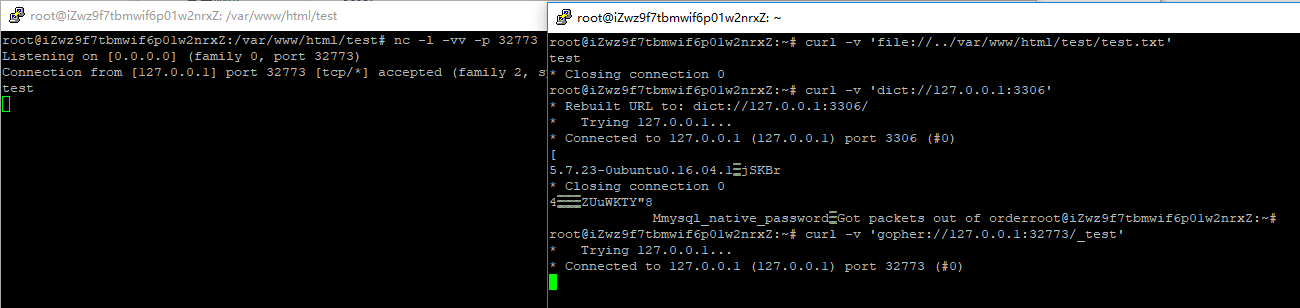 root@iZwz9f7tbmwif6p01w2nrxZ: /var/www/html/test
root@iZwz9f7tbmwif6p01w2nrxZ:/var/www/html/test# nc -l -vv -p 32773
Listening on [0.0.0.0] (family 0, port 32773)
Connection from [127.0.0.1] port 32773 [tcp/*] accepted (family 2, s
test
root@iZwz9f7tbmwif6p01w2nrxZ: ~
root@iZwz9f7tbmwif6p01w2nrxZ:~# curl -v 'file://../var/www/html/test/test.txt'
test
* Closing connection 0
root@iZwz9f7tbmwif6p01w2nrxZ:~# curl -v 'dict://127.0.0.1:3306'
* Rebuilt URL to: dict://127.0.0.1:3306/
*   Trying 127.0.0.1...
* Connected to 127.0.0.1 (127.0.0.1) port 3306 (#0)
[
5.7.23-0ubuntu0.16.04.1▒jSKBr
* Closing connection 0
4▒▒▒▒ZUuWKTY"8
Mmysql_native_password▒Got packets out of orderroot@iZwz9f7tbmwif6p01w2nrxZ:~#
root@iZwz9f7tbmwif6p01w2nrxZ:~# curl -v 'gopher://127.0.0.1:32773/_test'
*   Trying 127.0.0.1...
* Connected to 127.0.0.1 (127.0.0.1) port 32773 (#0)